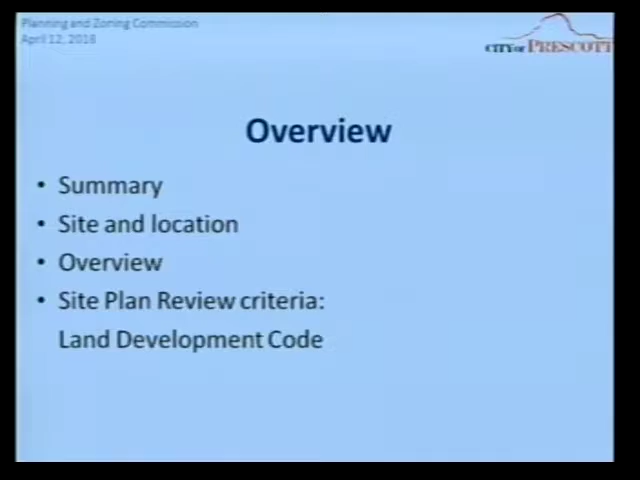 Planning and Zoning Commission
April 12, 2018
CITY OF PRESCOTT
Overview
• Summary
• Site and location
• Overview
• Site Plan Review criteria:
Land Development Code